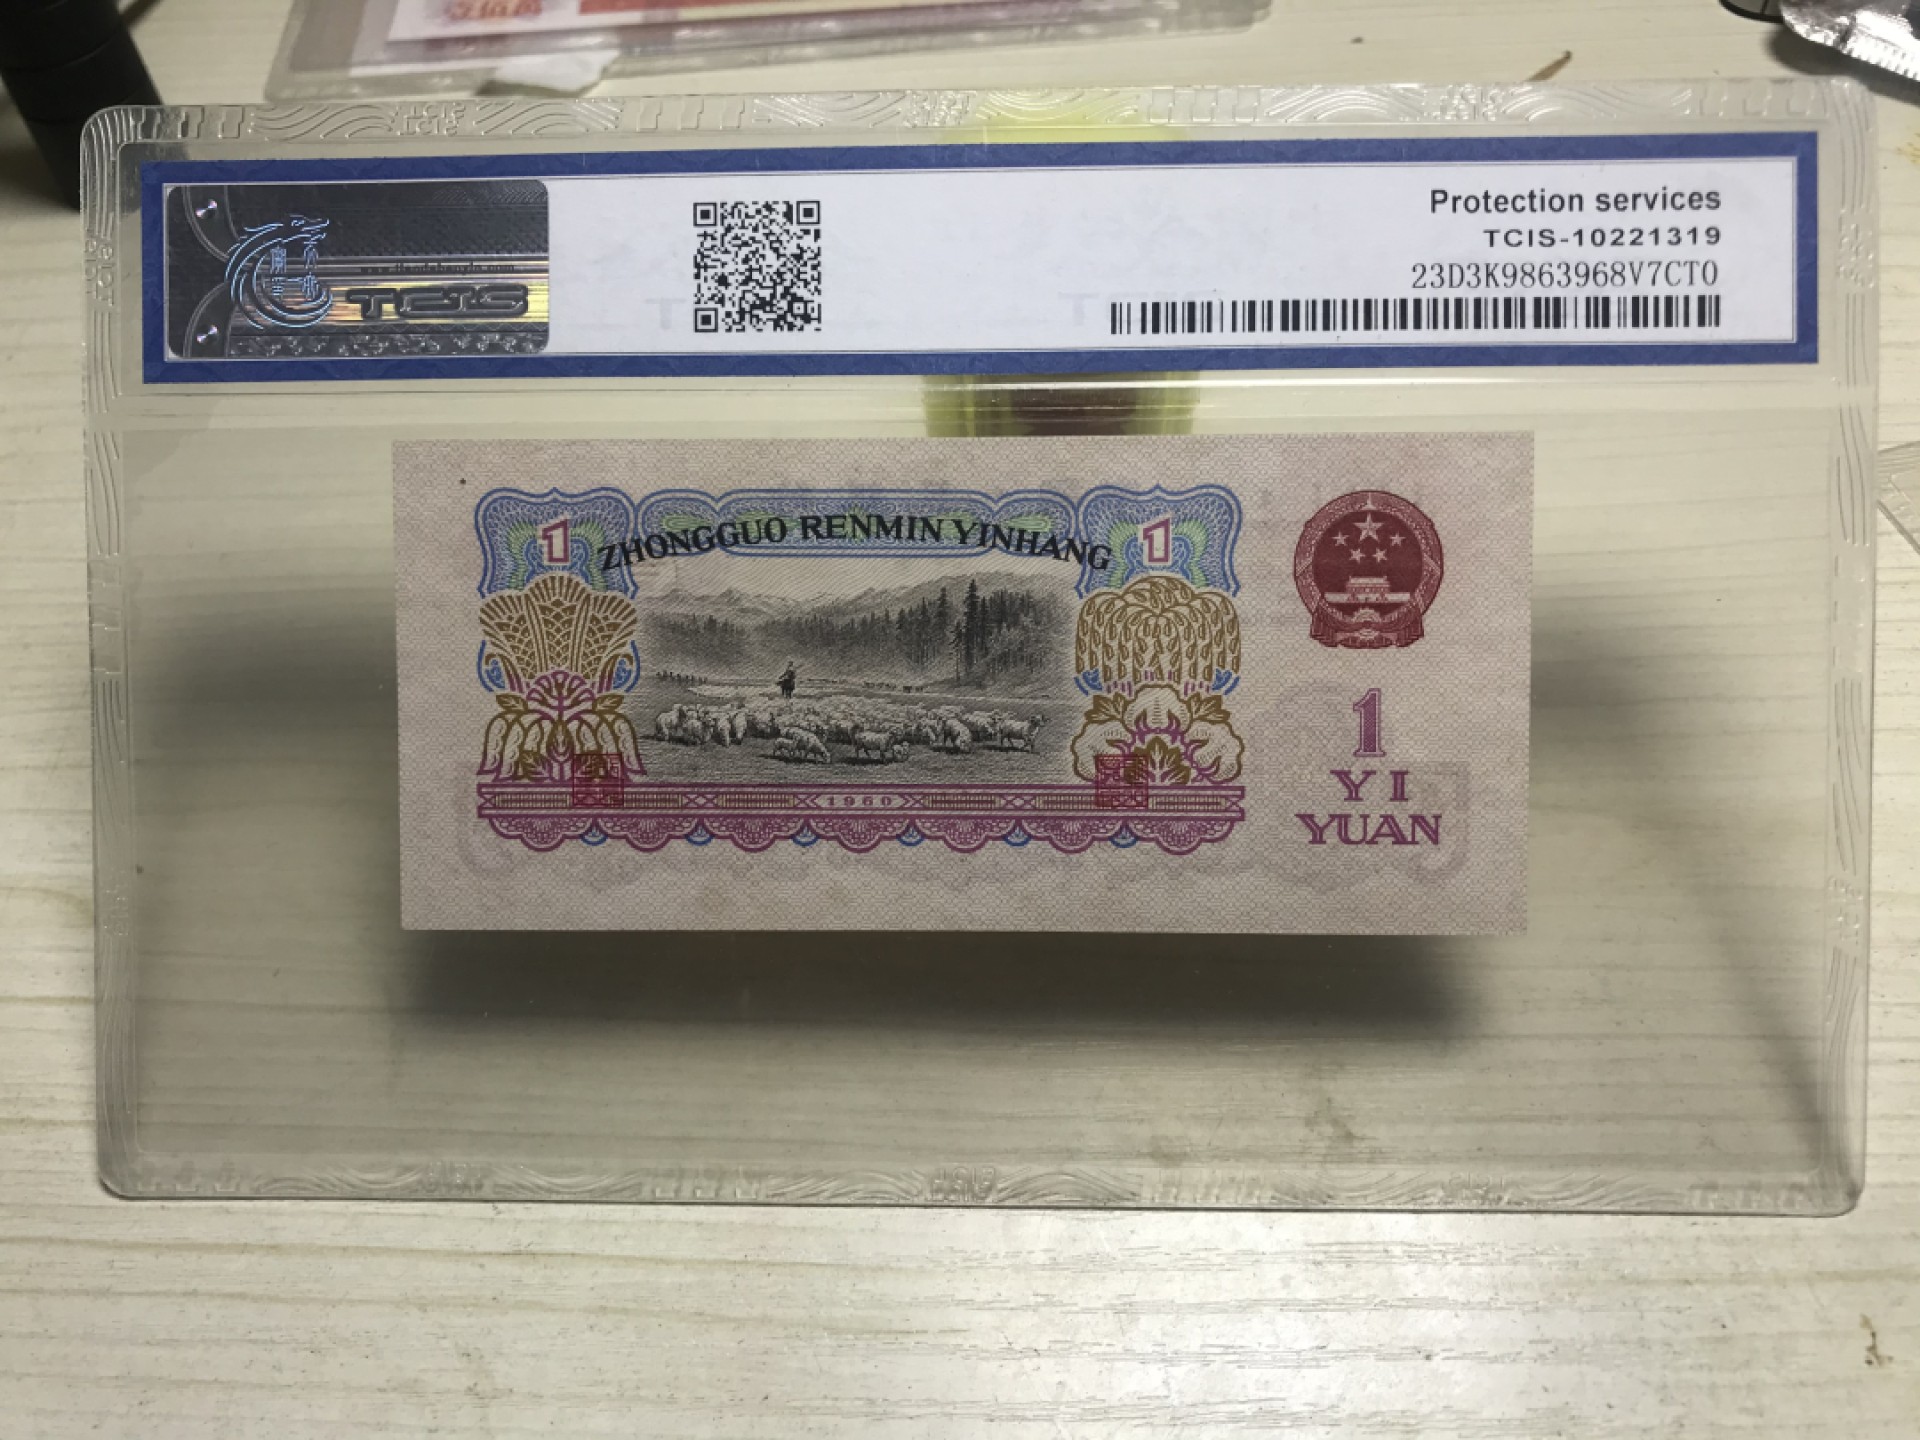 Protection services
TCIS-10221319
23D3K9863968V7CT0
TCIS
1
ZHONGGUO RENMIN YINHANG
1
1960
1
YI
YUAN